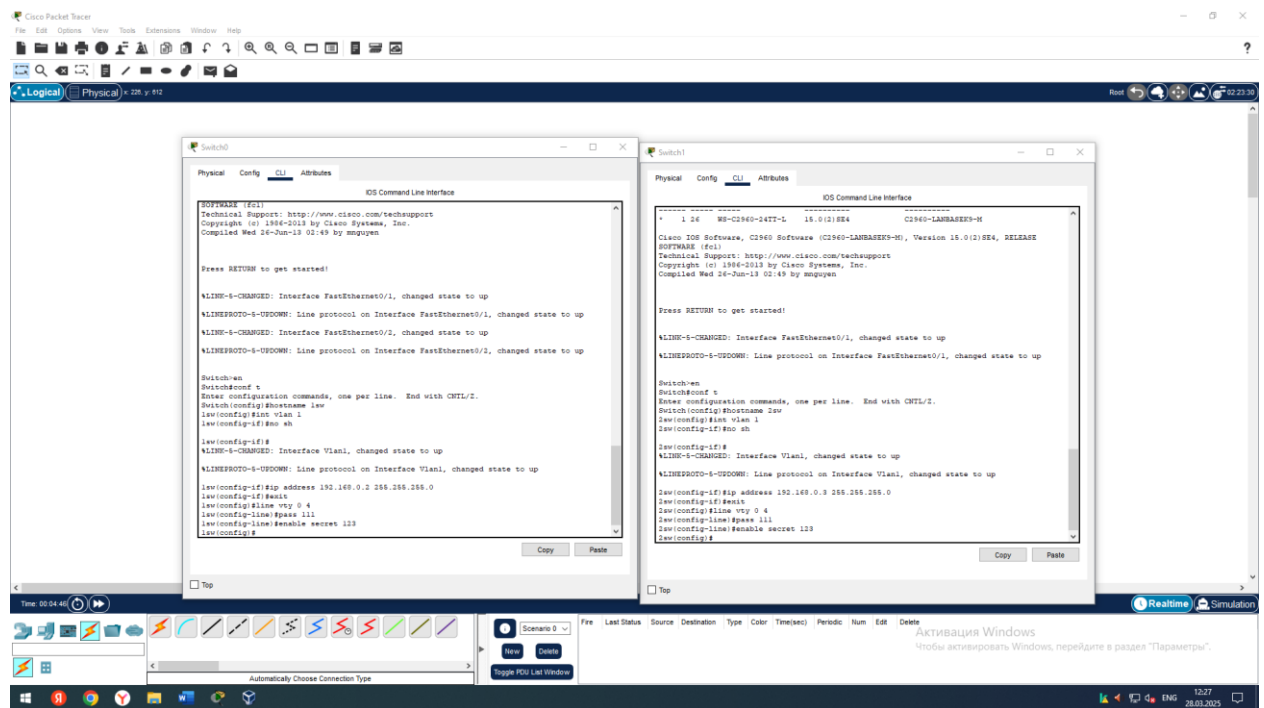 Cisco Packet Tracer
File Edit Options View Tools Extensions Window Help
?
Logical Physical x: 226, y: 612 Root 02:23:30
Switch0
Physical Config CLI Attributes
IOS Command Line Interface
SOFTWARE (fc1)
Technical Support: http://www.cisco.com/techsupport
Copyright (c) 1986-2013 by Cisco Systems, Inc.
Compiled Wed 26-Jun-13 02:49 by mnguyen
Press RETURN to get started!
%LINK-5-CHANGED: Interface FastEthernet0/1, changed state to up
%LINEPROTO-5-UPDOWN: Line protocol on Interface FastEthernet0/1, changed state to up
%LINK-5-CHANGED: Interface FastEthernet0/2, changed state to up
%LINEPROTO-5-UPDOWN: Line protocol on Interface FastEthernet0/2, changed state to up
Switch>en
Switch#conf t
Enter configuration commands, one per line. End with CNTL/Z.
Switch(config)#hostname 1sw
1sw(config)#int vlan 1
1sw(config-if)#no sh
1sw(config-if)#
%LINK-5-CHANGED: Interface Vlan1, changed state to up
%LINEPROTO-5-UPDOWN: Line protocol on Interface Vlan1, changed state to up
1sw(config-if)#ip address 192.168.0.2 255.255.255.0
1sw(config-if)#exit
1sw(config)#line vty 0 4
1sw(config-line)#pass 111
1sw(config-line)#enable secret 123
1sw(config)#
Copy Paste
Top
Switch1
Physical Config CLI Attributes
IOS Command Line Interface
------ ----- ----- ---------- ----------
* 1 26 WS-C2960-24TT-L 15.0(2)SE4 C2960-LANBASEK9-M
Cisco IOS Software, C2960 Software (C2960-LANBASEK9-M), Version 15.0(2)SE4, RELEASE
SOFTWARE (fc1)
Technical Support: http://www.cisco.com/techsupport
Copyright (c) 1986-2013 by Cisco Systems, Inc.
Compiled Wed 26-Jun-13 02:49 by mnguyen
Press RETURN to get started!
%LINK-5-CHANGED: Interface FastEthernet0/1, changed state to up
%LINEPROTO-5-UPDOWN: Line protocol on Interface FastEthernet0/1, changed state to up
Switch>en
Switch#conf t
Enter configuration commands, one per line. End with CNTL/Z.
Switch(config)#hostname 2sw
2sw(config)#int vlan 1
2sw(config-if)#no sh
2sw(config-if)#
%LINK-5-CHANGED: Interface Vlan1, changed state to up
%LINEPROTO-5-UPDOWN: Line protocol on Interface Vlan1, changed state to up
2sw(config-if)#ip address 192.168.0.3 255.255.255.0
2sw(config-if)#exit
2sw(config)#line vty 0 4
2sw(config-line)#pass 111
2sw(config-line)#enable secret 123
2sw(config)#
Copy Paste
Top
Time: 00:04:46 Realtime Simulation
Scenario 0
New Delete
Toggle PDU List Window
Fire Last Status Source Destination Type Color Time(sec) Periodic Num Edit Delete
Активация Windows
Чтобы активировать Windows, перейдите в раздел "Параметры".
Automatically Choose Connection Type
ENG 12:27
28.03.2025